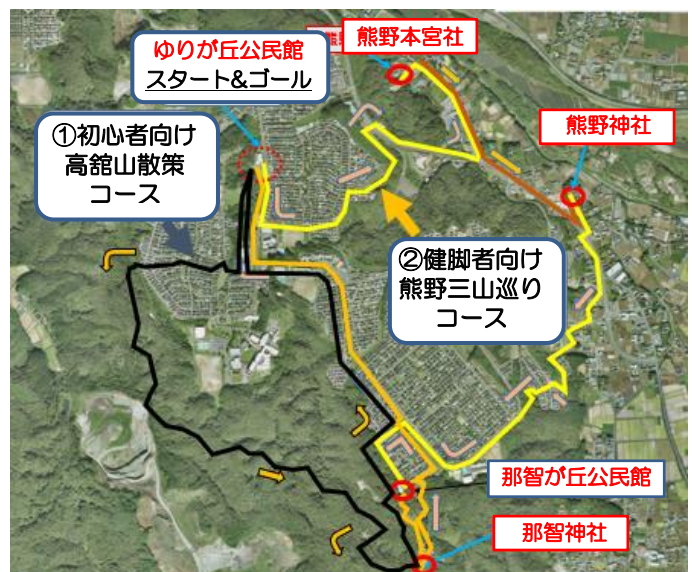 熊野本宮社
ゆりが丘公民館
スタート&ゴール
熊野神社
①初心者向け
高舘山散策
コース
②健脚者向け
熊野三山巡り
コース
那智が丘公民館
那智神社